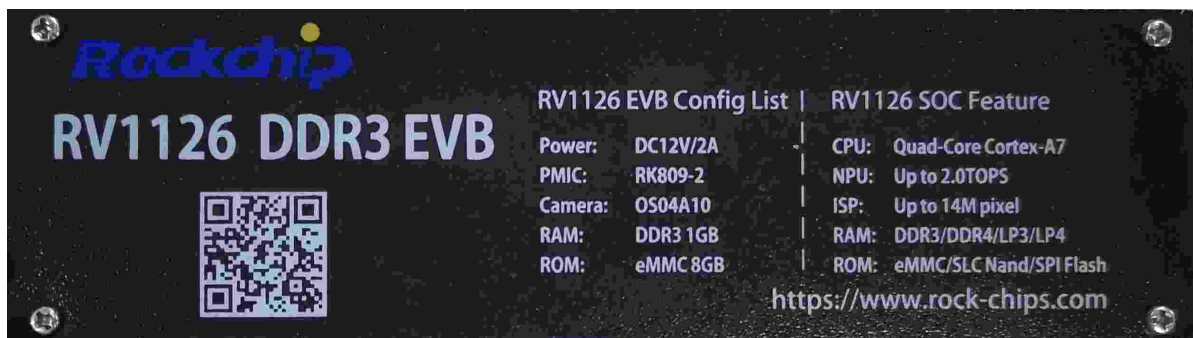 Rockchip
RV1126 DDR3 EVB
RV1126 EVB Config List
Power: DC12V/2A
PMIC: RK809-2
Camera: OS04A10
RAM: DDR3 1GB
ROM: eMMC 8GB
RV1126 SOC Feature
CPU: Quad-Core Cortex-A7
NPU: Up to 2.0TOPS
ISP: Up to 14M pixel
RAM: DDR3/DDR4/LP3/LP4
ROM: eMMC/SLC Nand/SPI Flash
https://www.rock-chips.com